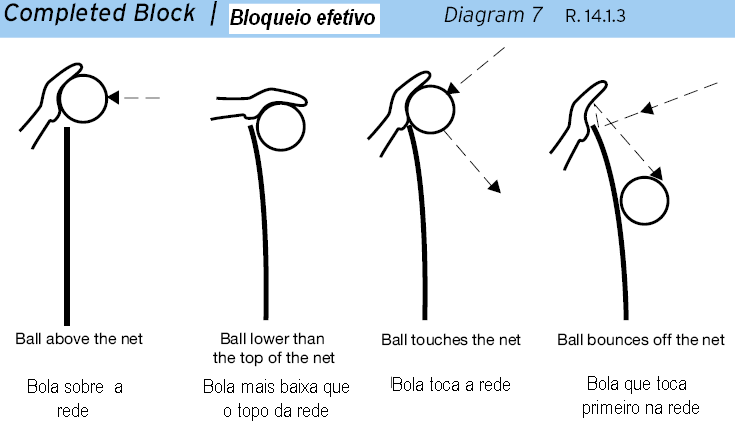 Completed Block | Bloqueio efetivo Diagram 7 R. 14.1.3
Ball above the net
Bola sobre a
rede
Ball lower than
the top of the net
Bola mais baixa que
o topo da rede
Ball touches the net
Bola toca a rede
Ball bounces off the net
Bola que toca
primeiro na rede